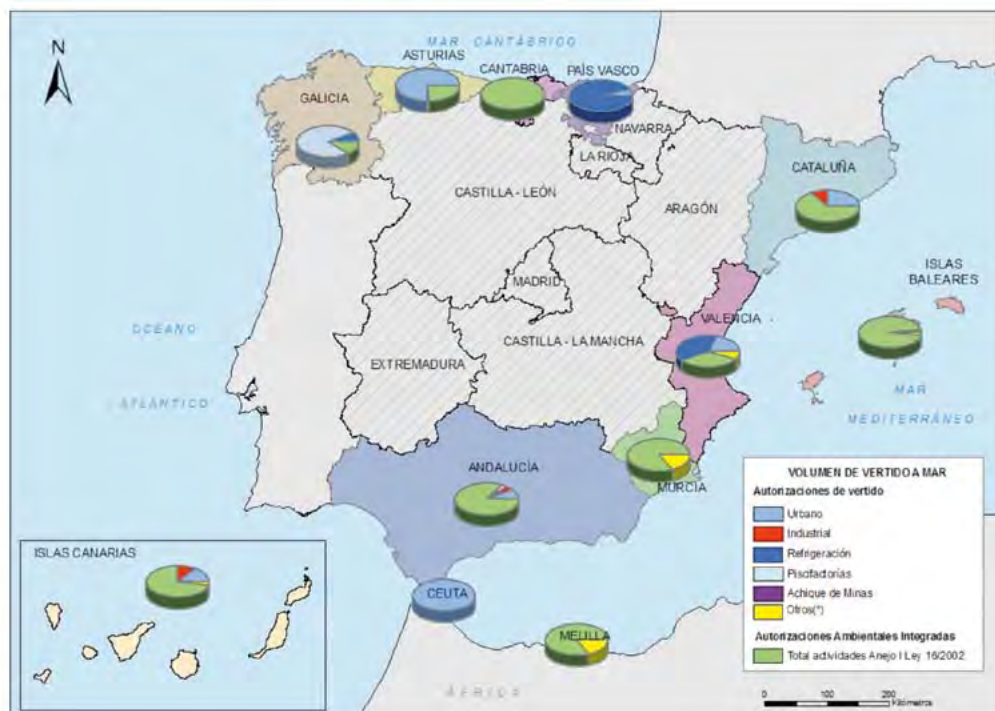 N
MAR CANTÁBRICO
ASTURIAS
CANTABRIA
PAÍS VASCO
GALICIA
NAVARRA
LA RIOJA
CATALUÑA
CASTILLA - LEÓN
ARAGÓN
ISLAS
BALEARES
MADRID
VALENCIA
OCÉANO
CASTILLA - LA MANCHA
EXTREMADURA
MAR
ATLÁNTICO
MEDITERRÁNEO
ANDALUCÍA
MURCIA
VOLUMEN DE VERTIDO A MAR
Autorizaciones de vertido
Urbano
Industrial
Refrigeración
Piscifactorías
Achique de Minas
Otros(*)
Autorizaciones Ambientales Integradas
Total actividades Anejo I Ley 16/2002
0 100 200
Kilómetros
ISLAS CANARIAS
CEUTA
MELILLA
ÁFRICA